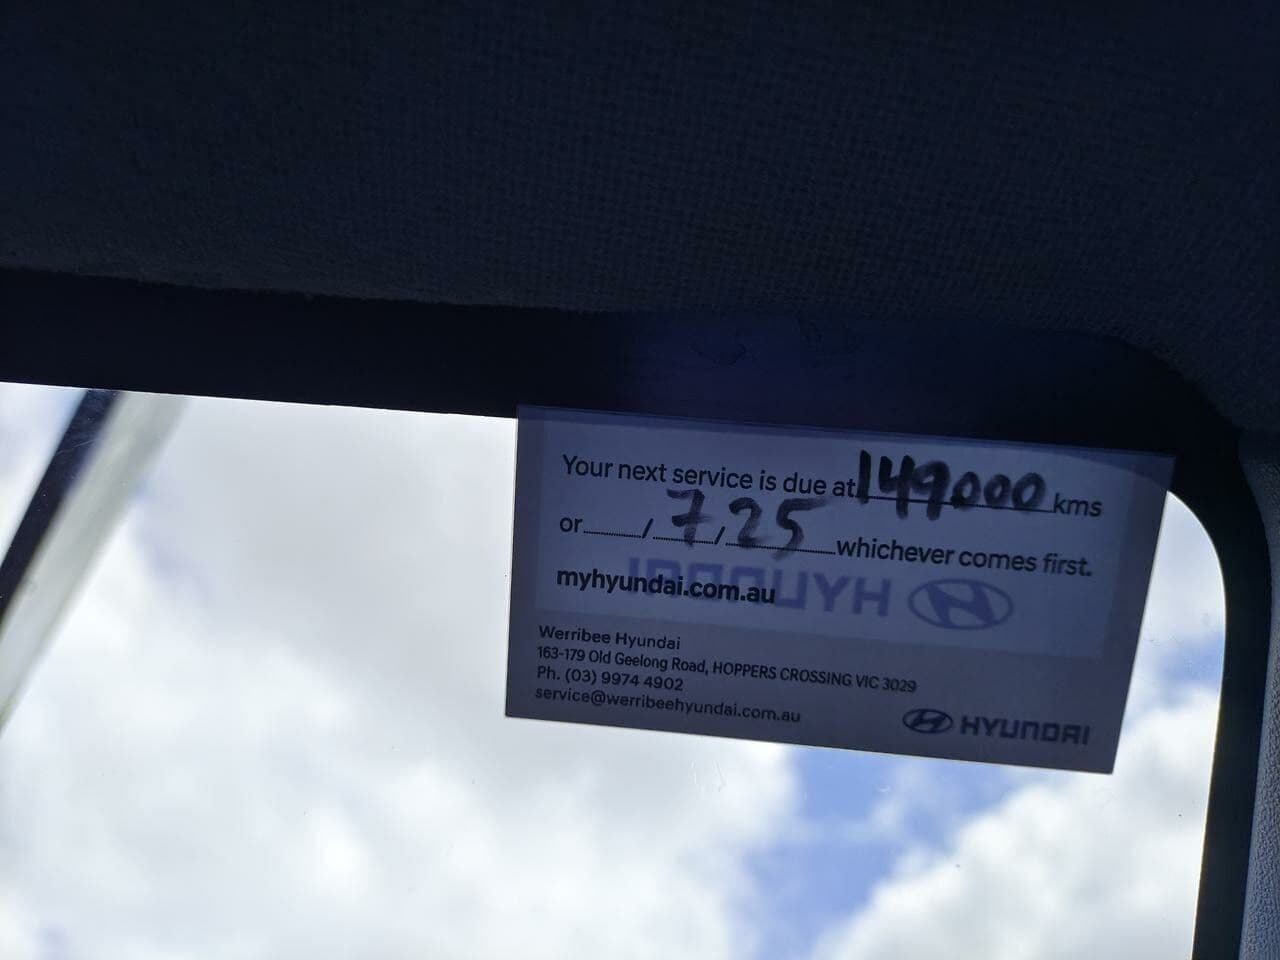 Your next service is due at 149000 kms
or....../ 7 / 25 whichever comes first.
myhyundai.com.au
HYUNDAI
Werribee Hyundai
163-179 Old Geelong Road, HOPPERS CROSSING VIC 3029
Ph. (03) 9974 4902
service@werribeehyundai.com.au
HYUNDAI